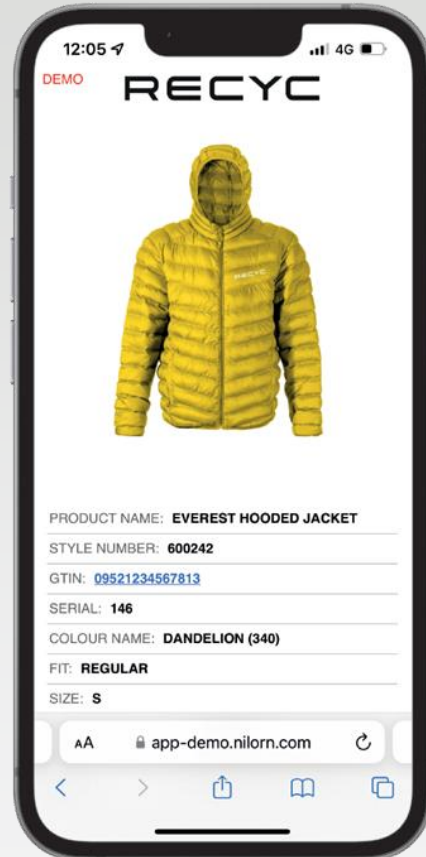 12:05 4G
DEMO
RECYC
RECYC
PRODUCT NAME: EVEREST HOODED JACKET
STYLE NUMBER: 600242
GTIN: 09521234567813
SERIAL: 146
COLOUR NAME: DANDELION (340)
FIT: REGULAR
SIZE: S
AA app-demo.nilorn.com